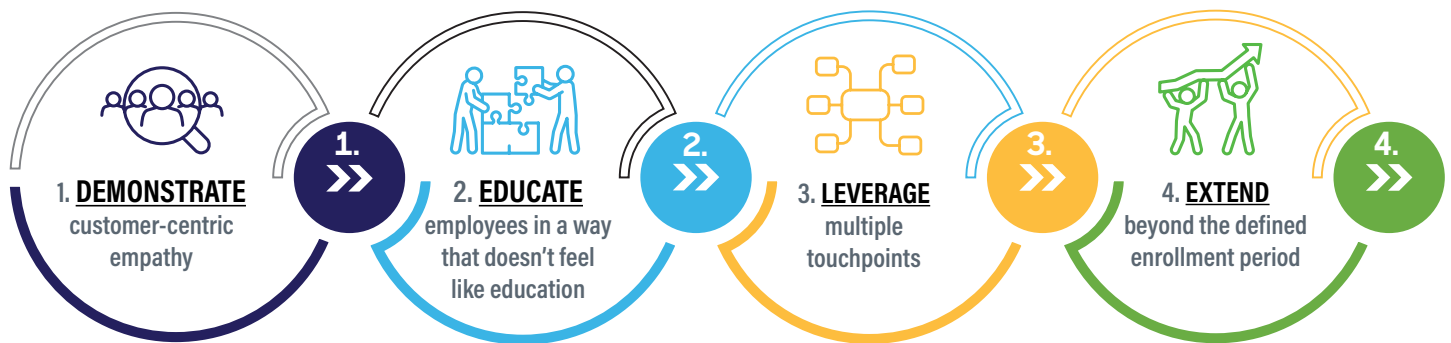 1.
2.
3.
4.
1. DEMONSTRATE
customer-centric
empathy
2. EDUCATE
employees in a way
that doesn’t feel
like education
3. LEVERAGE
multiple
touchpoints
4. EXTEND
beyond the defined
enrollment period